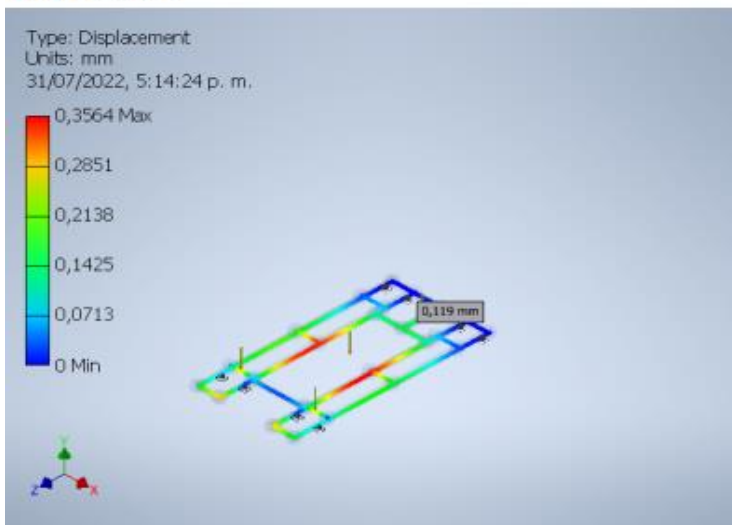 Type: Displacement
Units: mm
31/07/2022, 5:14:24 p. m.
0,3564 Max
0,2851
0,2138
0,1425
0,0713
0 Min
0,119 mm
Y
Z
X